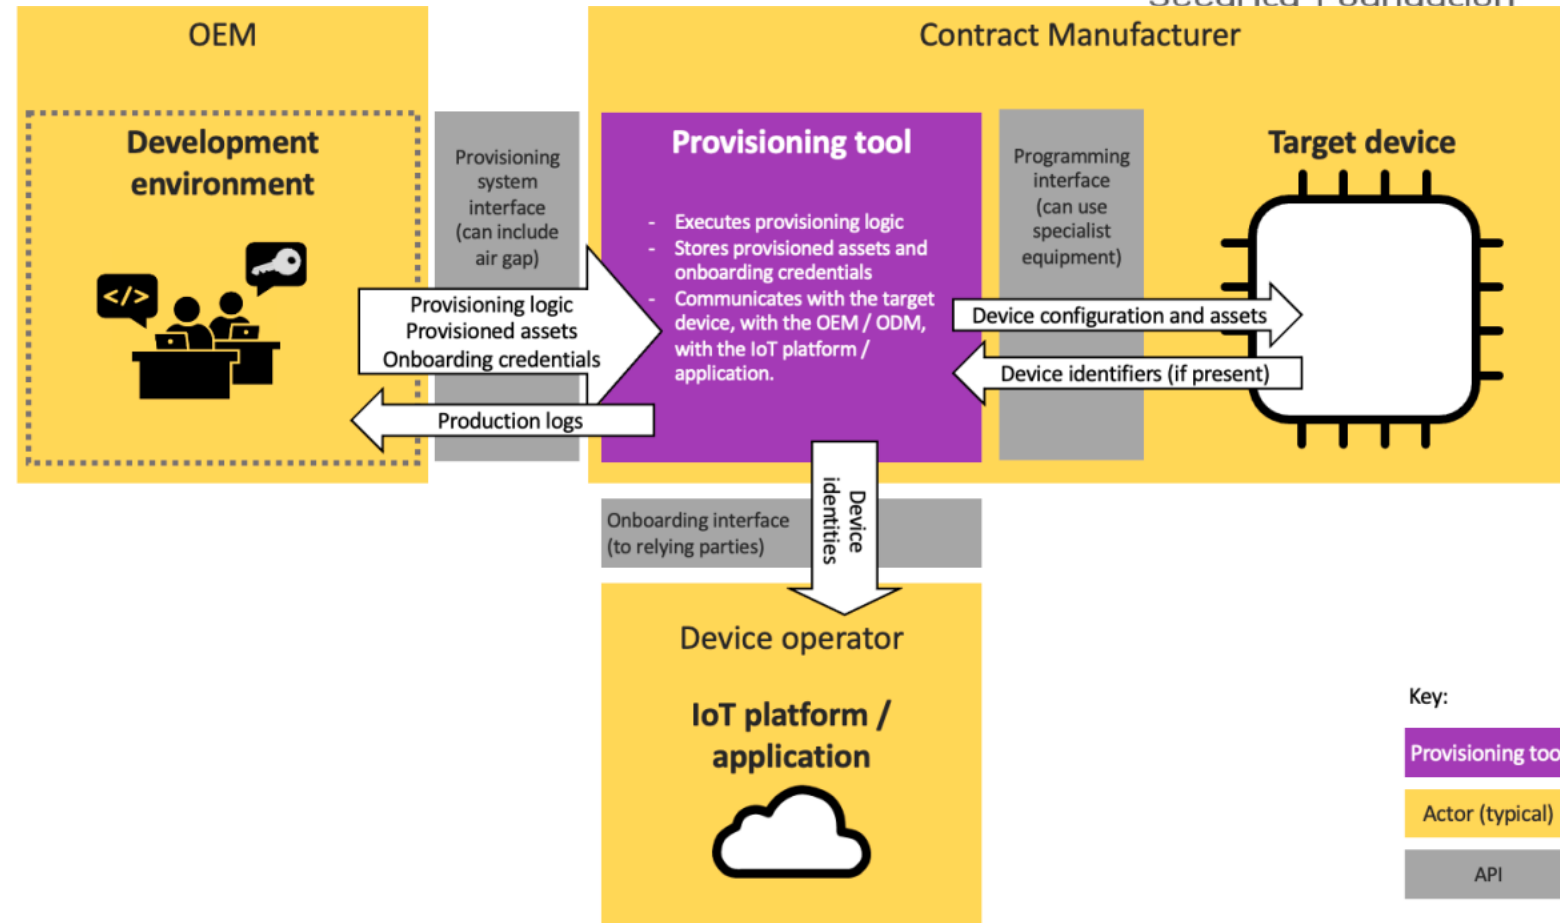 Security Foundation
OEM
Contract Manufacturer
Development
environment
</>
Provisioning
system
interface
(can include
air gap)
Provisioning logic
Provisioned assets
Onboarding credentials
Production logs
Provisioning tool
- Executes provisioning logic
- Stores provisioned assets and
onboarding credentials
- Communicates with the target
device, with the OEM / ODM,
with the IoT platform /
application.
Programming
interface
(can use
specialist
equipment)
Target device
Device configuration and assets
Device identifiers (if present)
Device
identities
Onboarding interface
(to relying parties)
Device operator
IoT platform /
application
Key:
Provisioning too
Actor (typical)
API